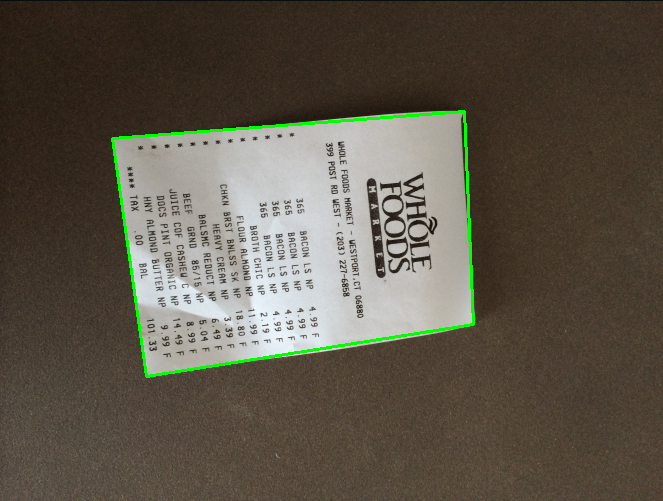 WHOLE
FOODS
MARKET
WHOLE FOODS MARKET - WESTPORT,CT 06880
399 POST RD WEST - (203) 227-6858
* 365 BACON LS NP 4.99 F
* 365 BACON LS NP 4.99 F
* 365 BACON LS NP 4.99 F
* 365 BACON LS NP 4.99 F
* 365 BROTH CHIC NP 2.19 F
* FLOUR ALMOND NP 11.99 F
* CHKN BRST BNLSS SK NP 18.80 F
* HEAVY CREAM NP 3.39 F
* BALSMC REDUCT NP 6.49 F
* BEEF GRND 85/15 NP 5.04 F
* JUICE COF CASHEW C NP 8.99 F
* DOCS PINT ORGANIC NP 14.49 F
* HNY ALMOND BUTTER NP 9.99 F
**** TAX .00 BAL 101.33